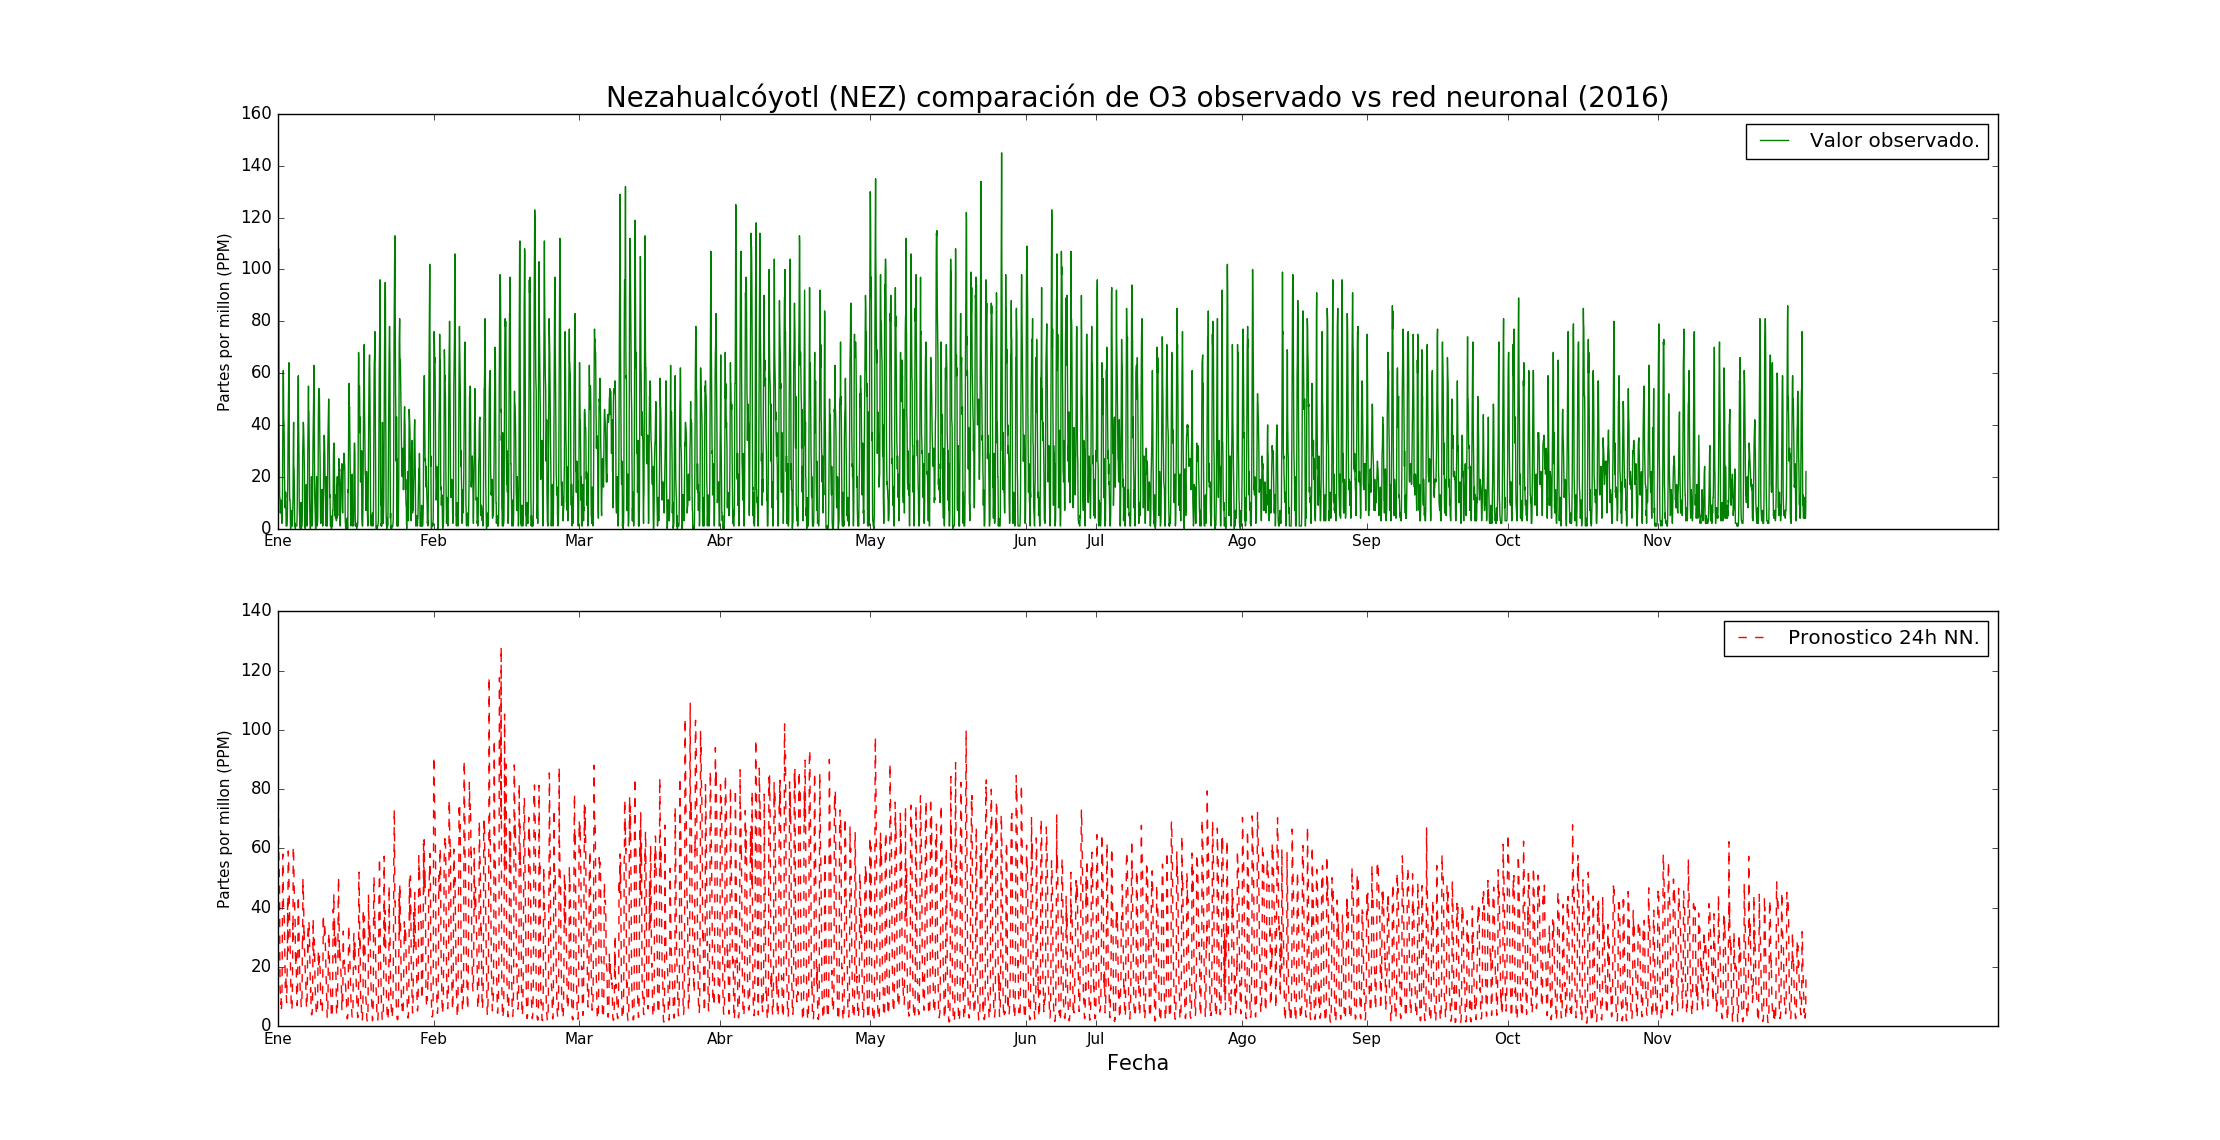 Nezahualcóyotl (NEZ) comparación de O3 observado vs red neuronal (2016)
160
140
120
100
80
60
40
20
0
Partes por millon (PPM)
Valor observado.
Ene Feb Mar Abr May Jun Jul Ago Sep Oct Nov
140
120
100
80
60
40
20
0
Partes por millon (PPM)
Pronostico 24h NN.
Ene Feb Mar Abr May Jun Jul Ago Sep Oct Nov
Fecha